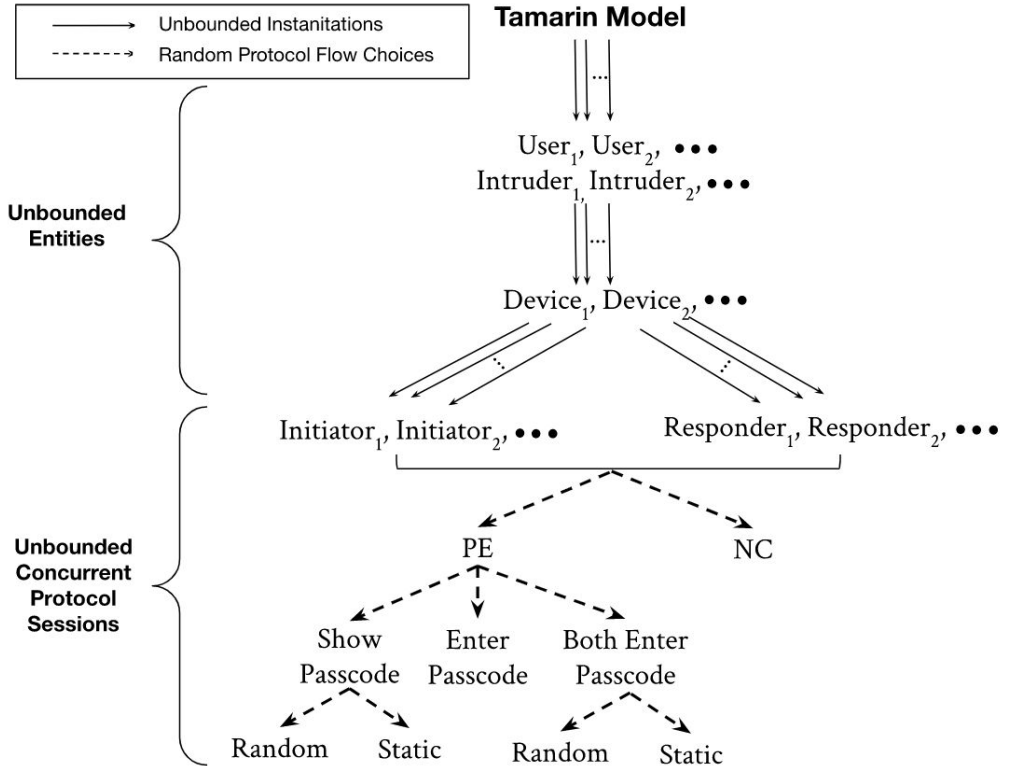 Unbounded Instanitations
Random Protocol Flow Choices
Tamarin Model
...
User₁, User₂, •••
Intruder₁, Intruder₂, •••
Unbounded
Entities
...
Device₁, Device₂, •••
...
...
Initiator₁, Initiator₂, •••
Responder₁, Responder₂, •••
Unbounded
Concurrent
Protocol
Sessions
PE
NC
Show
Passcode
Enter
Passcode
Both Enter
Passcode
Random
Static
Random
Static